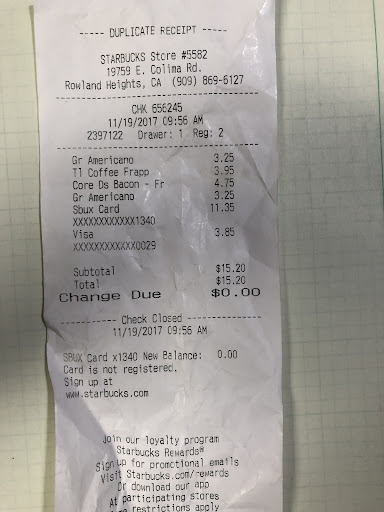 ----- DUPLICATE RECEIPT -----
STARBUCKS Store #5582
19759 E. Colima Rd.
Rowland Heights, CA (909) 869-6127
CHK 656245
11/19/2017 09:56 AM
2397122 Drawer: 1 Reg: 2
Gr Americano 3.25
Tl Coffee Frapp 3.95
Core Ds Bacon - Fr 4.75
Gr Americano 3.25
Sbux Card 11.35
XXXXXXXXXXXX1340
Visa 3.85
XXXXXXXXXXXX0029
Subtotal $15.20
Total $15.20
Change Due $0.00
---------- Check Closed ----------
11/19/2017 09:56 AM
SBUX Card x1340 New Balance: 0.00
Card is not registered.
Sign up at
www.starbucks.com
Join our loyalty program
Starbucks Rewards®
Sign up for promotional emails
Visit Starbucks.com/rewards
Or download our app
At participating stores
restrictions apply